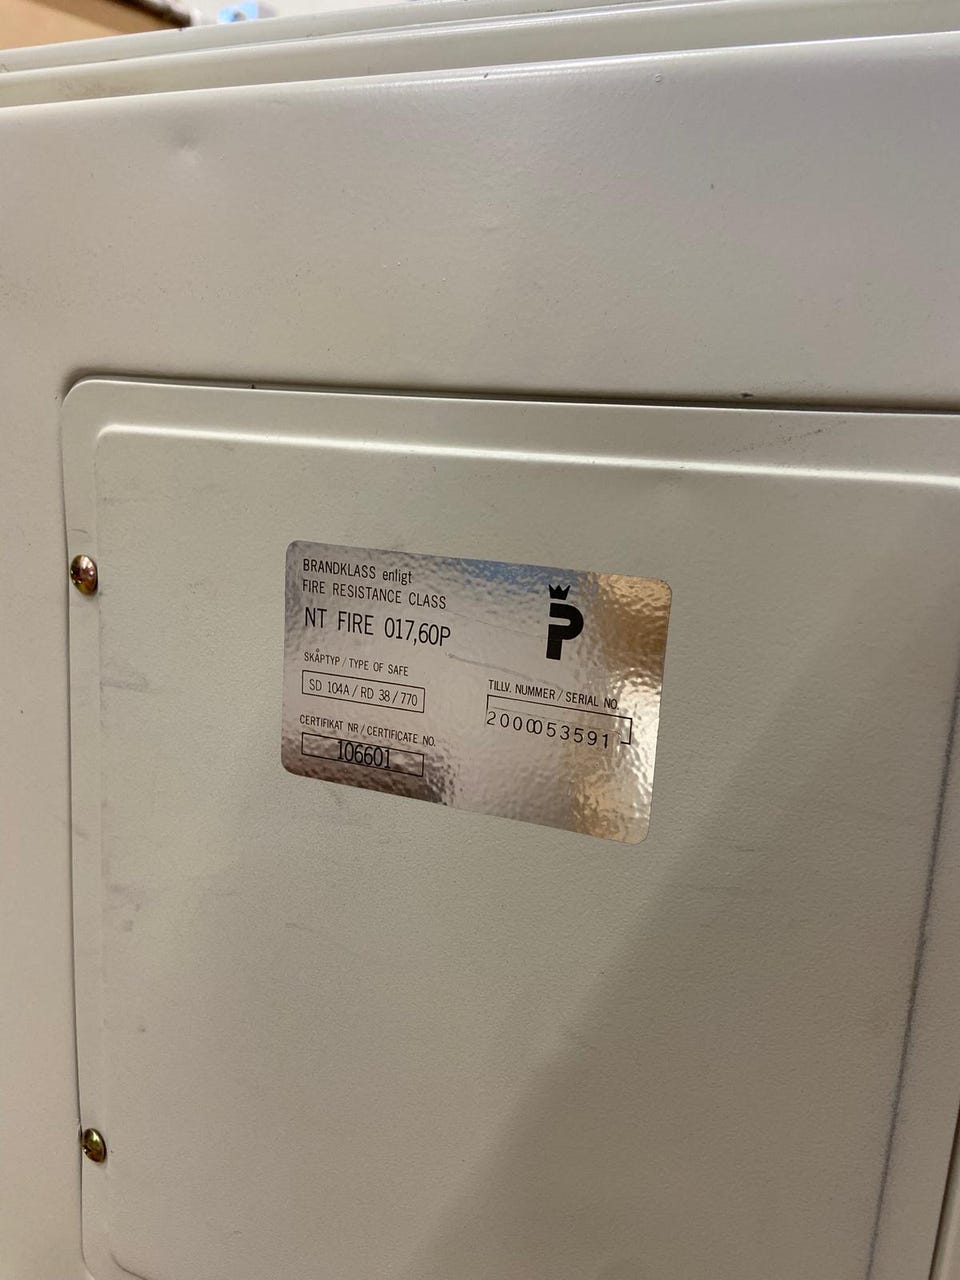 BRANDKLASS enligt
FIRE RESISTANCE CLASS
NT FIRE 017,60P
SKÅPTYP / TYPE OF SAFE
SD 104A / RD 38 / 770
CERTIFIKAT NR / CERTIFICATE NO.
106601
P
TILLV. NUMMER / SERIAL NO.
2000053591